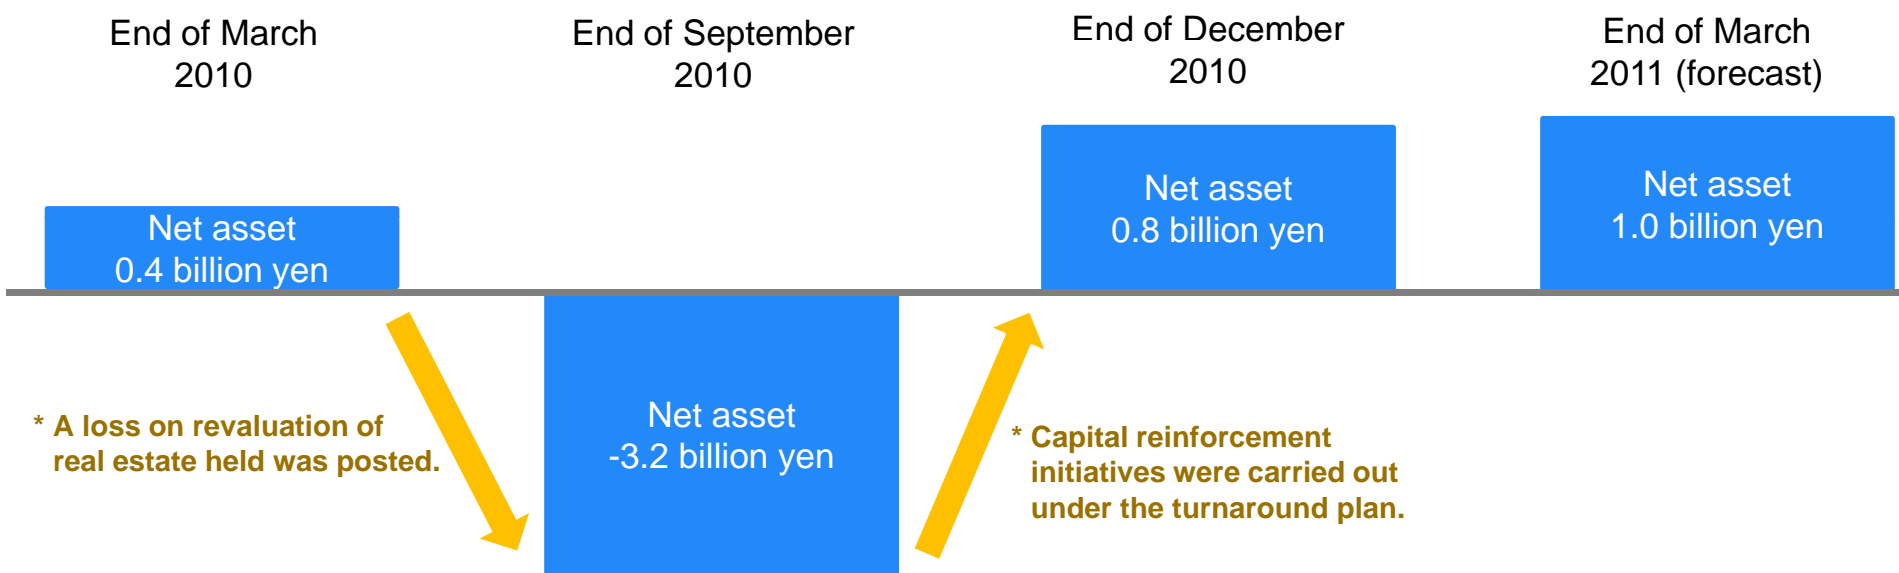 End of March
2010
End of September
2010
End of December
2010
End of March
2011 (forecast)
Net asset
0.4 billion yen
Net asset
-3.2 billion yen
Net asset
0.8 billion yen
Net asset
1.0 billion yen
* A loss on revaluation of
real estate held was posted.
* Capital reinforcement
initiatives were carried out
under the turnaround plan.